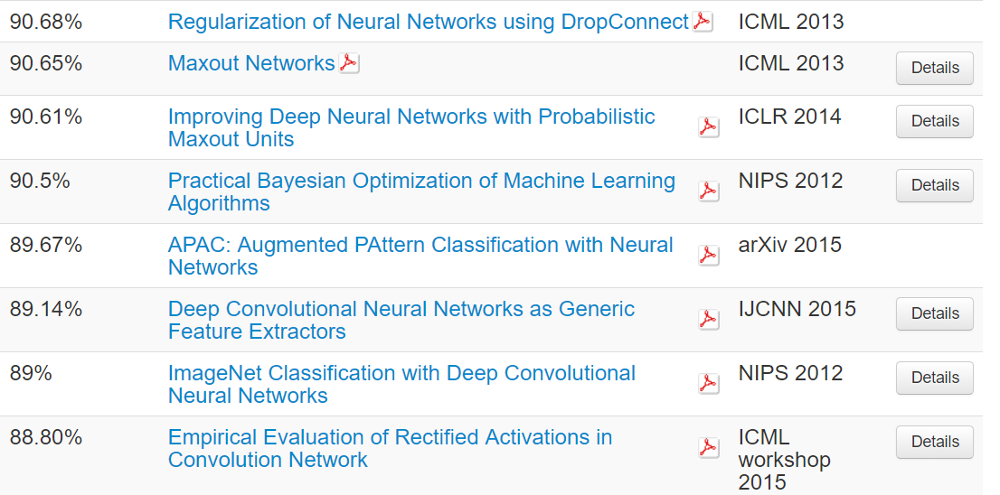 90.68% Regularization of Neural Networks using DropConnect ICML 2013
90.65% Maxout Networks ICML 2013 Details
90.61% Improving Deep Neural Networks with Probabilistic ICLR 2014 Details
Maxout Units
90.5% Practical Bayesian Optimization of Machine Learning NIPS 2012 Details
Algorithms
89.67% APAC: Augmented PAttern Classification with Neural arXiv 2015
Networks
89.14% Deep Convolutional Neural Networks as Generic IJCNN 2015 Details
Feature Extractors
89% ImageNet Classification with Deep Convolutional NIPS 2012 Details
Neural Networks
88.80% Empirical Evaluation of Rectified Activations in ICML Details
Convolution Network workshop
2015